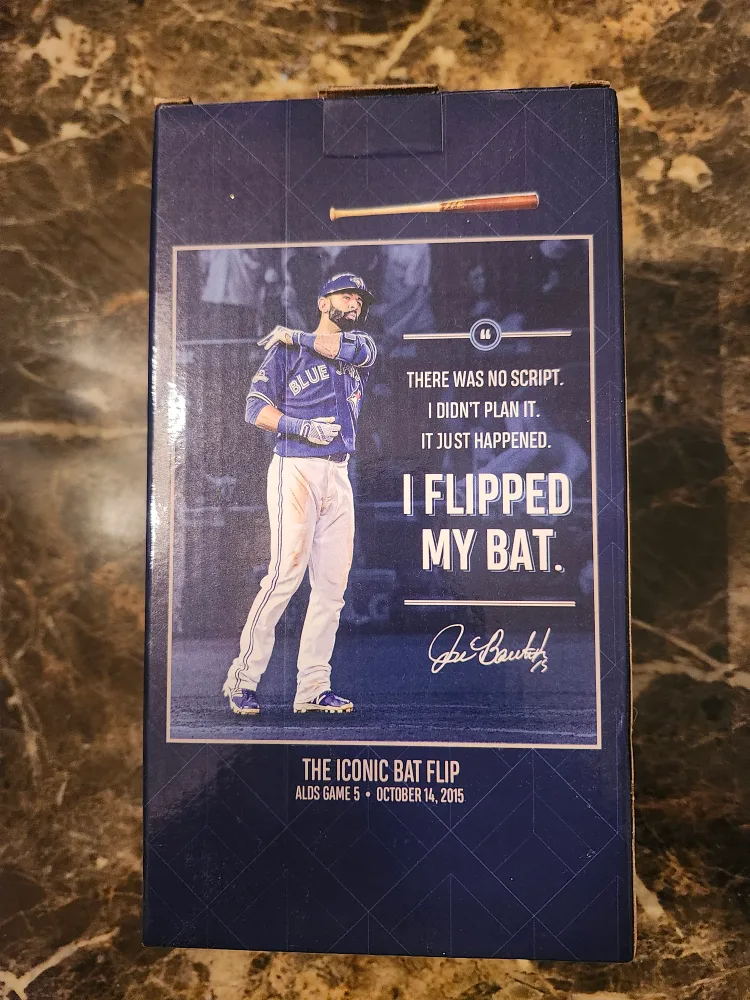 BLUE
“
THERE WAS NO SCRIPT.
I DIDN'T PLAN IT.
IT JUST HAPPENED.
I FLIPPED
MY BAT.
THE ICONIC BAT FLIP
ALDS GAME 5 • OCTOBER 14, 2015